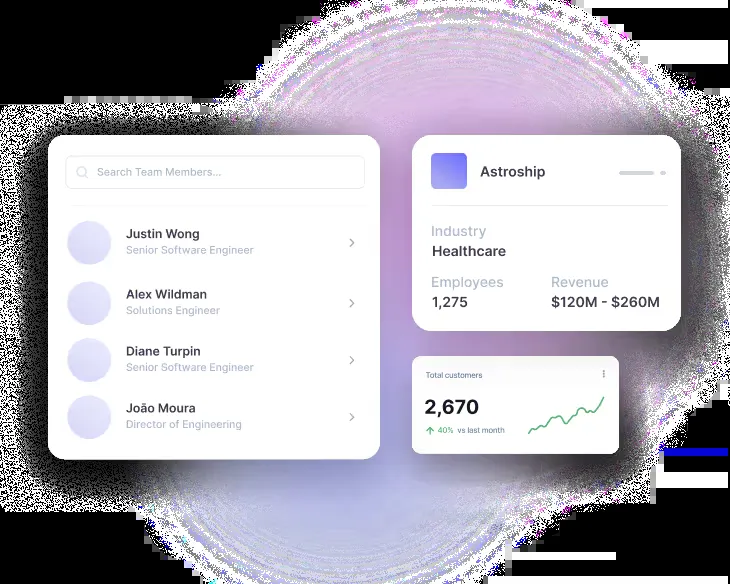 Search Team Members...
Justin Wong
Senior Software Engineer
Alex Wildman
Solutions Engineer
Diane Turpin
Senior Software Engineer
João Moura
Director of Engineering
Astroship
Industry
Healthcare
Employees Revenue
1,275 $120M - $260M
Total customers
2,670
40% vs last month